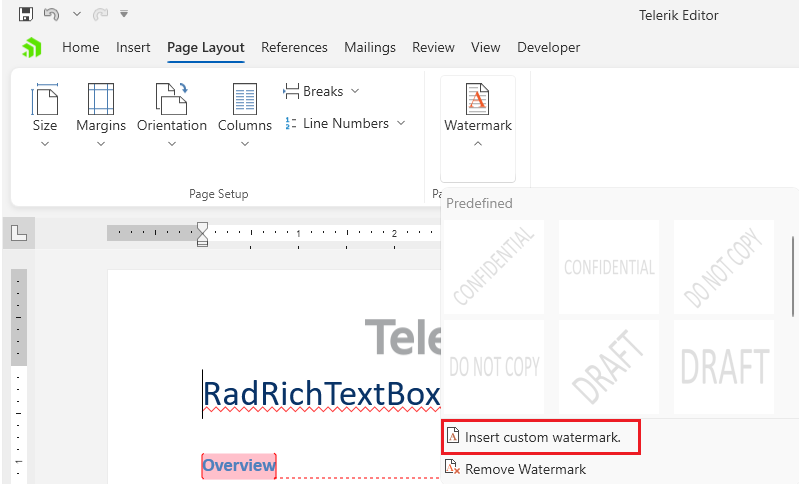 Telerik Editor
Home Insert Page Layout References Mailings Review View Developer
Size Margins Orientation Columns Breaks Line Numbers Watermark
Page Setup
Predefined
CONFIDENTIAL CONFIDENTIAL DO NOT COPY
DO NOT COPY DRAFT DRAFT
Insert custom watermark.
Remove Watermark
1 2
Tele
RadRichTextBox
Overview